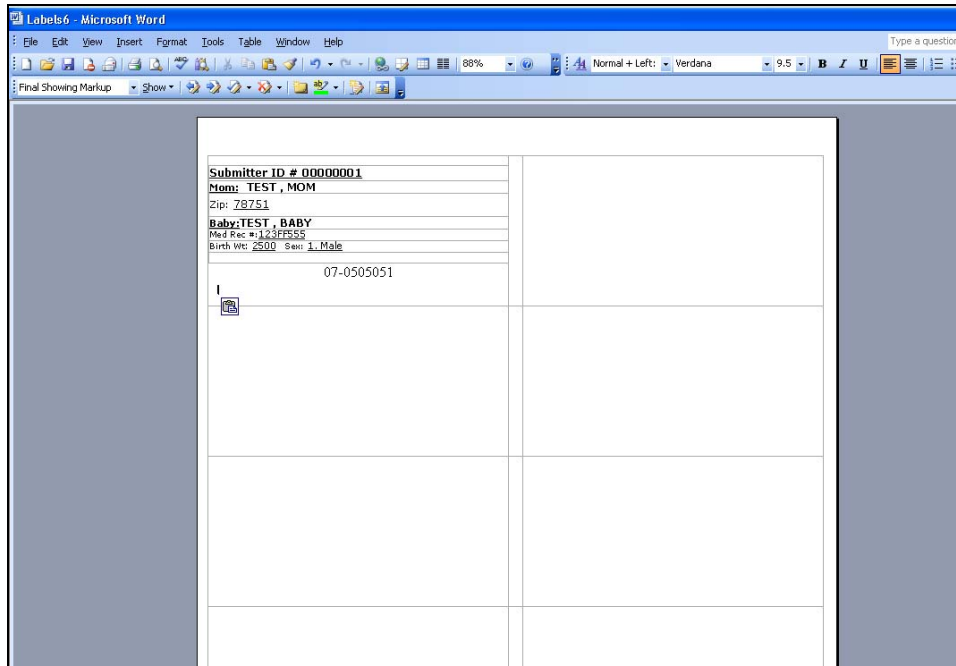 Labels6 - Microsoft Word
File Edit View Insert Format Tools Table Window Help
Type a question
88%
Normal + Left: Verdana 9.5 B I U
Final Showing Markup Show
Submitter ID # 00000001
Mom: TEST , MOM
Zip: 78751
Baby:TEST , BABY
Med Rec #:123FF555
Birth Wt: 2500 Sex: 1. Male
07-0505051